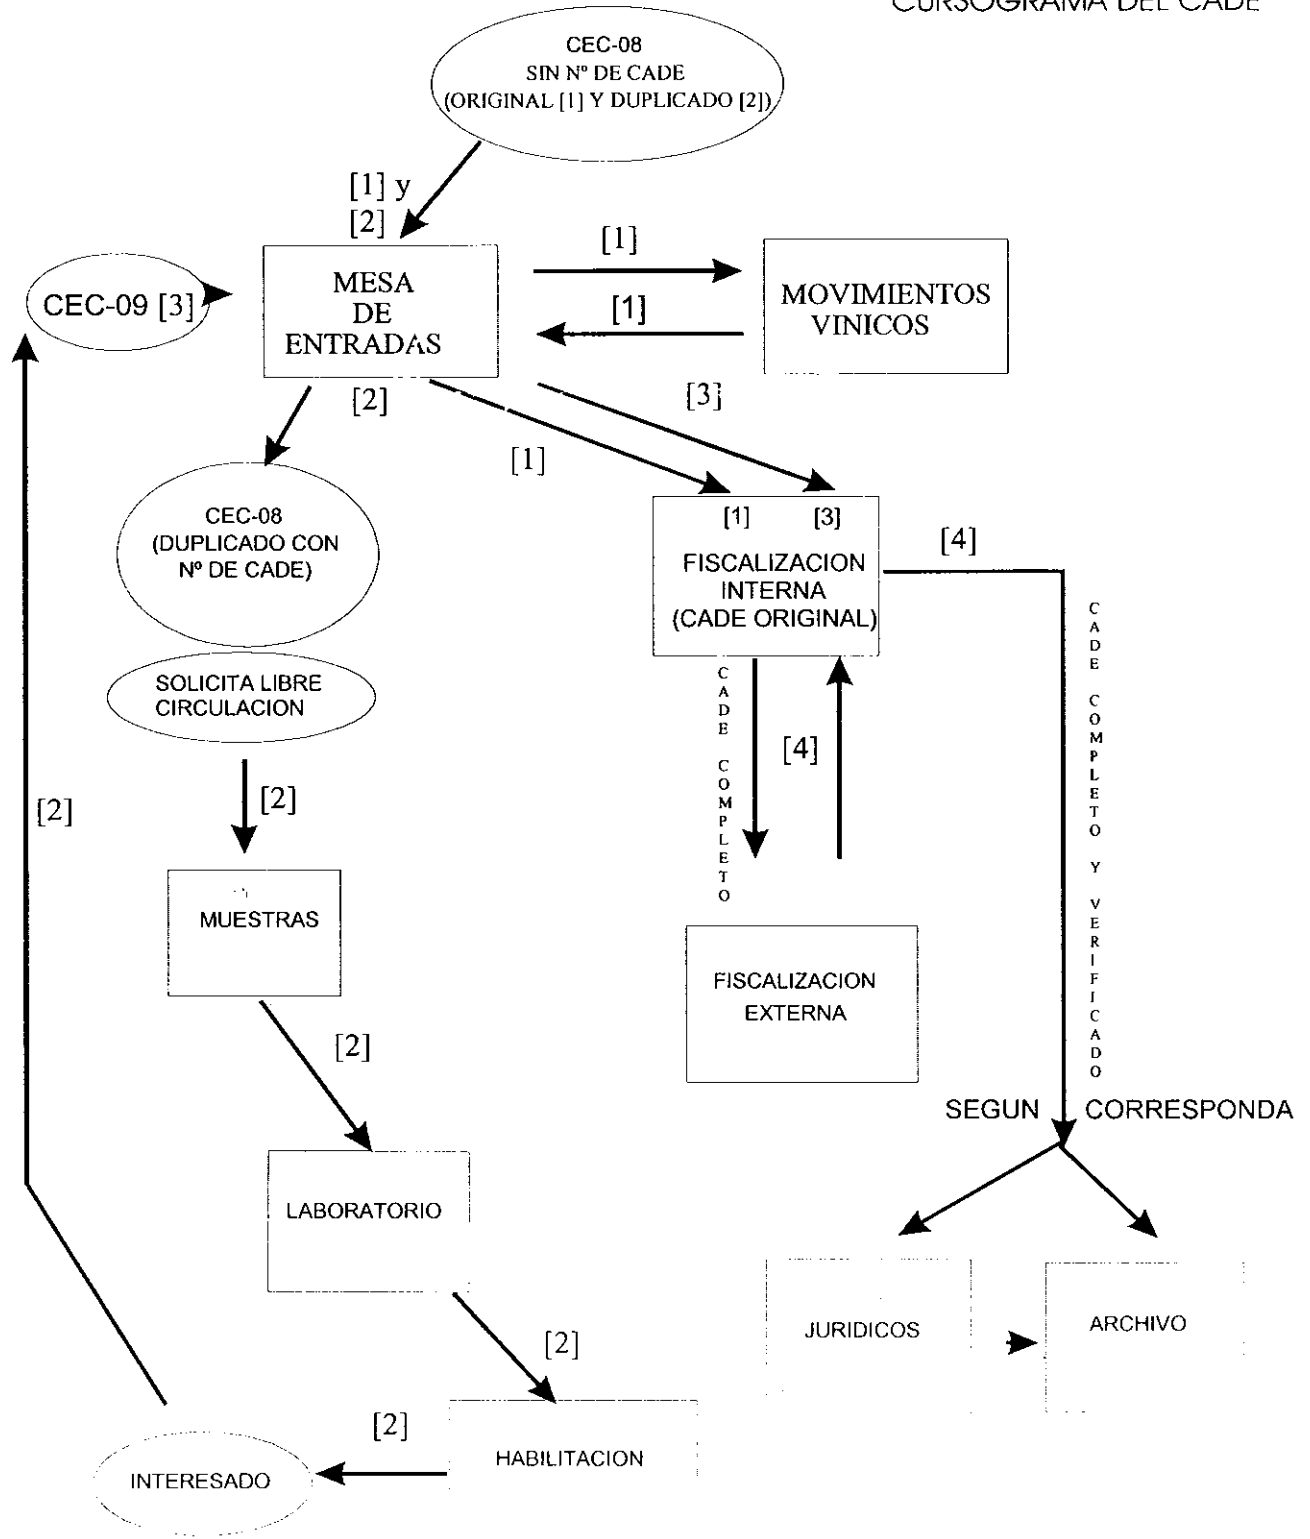 CURSOGRAMA DEL CADE
CEC-08
SIN Nº DE CADE
(ORIGINAL [1] Y DUPLICADO [2])
[1] y
[2]
[1]
CEC-09 [3]
MESA
DE
ENTRADAS
MOVIMIENTOS
VINICOS
[1]
[2]
[3]
[1]
CEC-08
(DUPLICADO CON
Nº DE CADE)
[1] [3]
FISCALIZACION
INTERNA
(CADE ORIGINAL)
[4]
SOLICITA LIBRE
CIRCULACION
CADE COMPLETO
[4]
CADE COMPLETO Y VERIFICADO
[2]
[2]
MUESTRAS
FISCALIZACION
EXTERNA
[2]
SEGUN CORRESPONDA
LABORATORIO
JURIDICOS
ARCHIVO
[2]
[2]
HABILITACION
INTERESADO